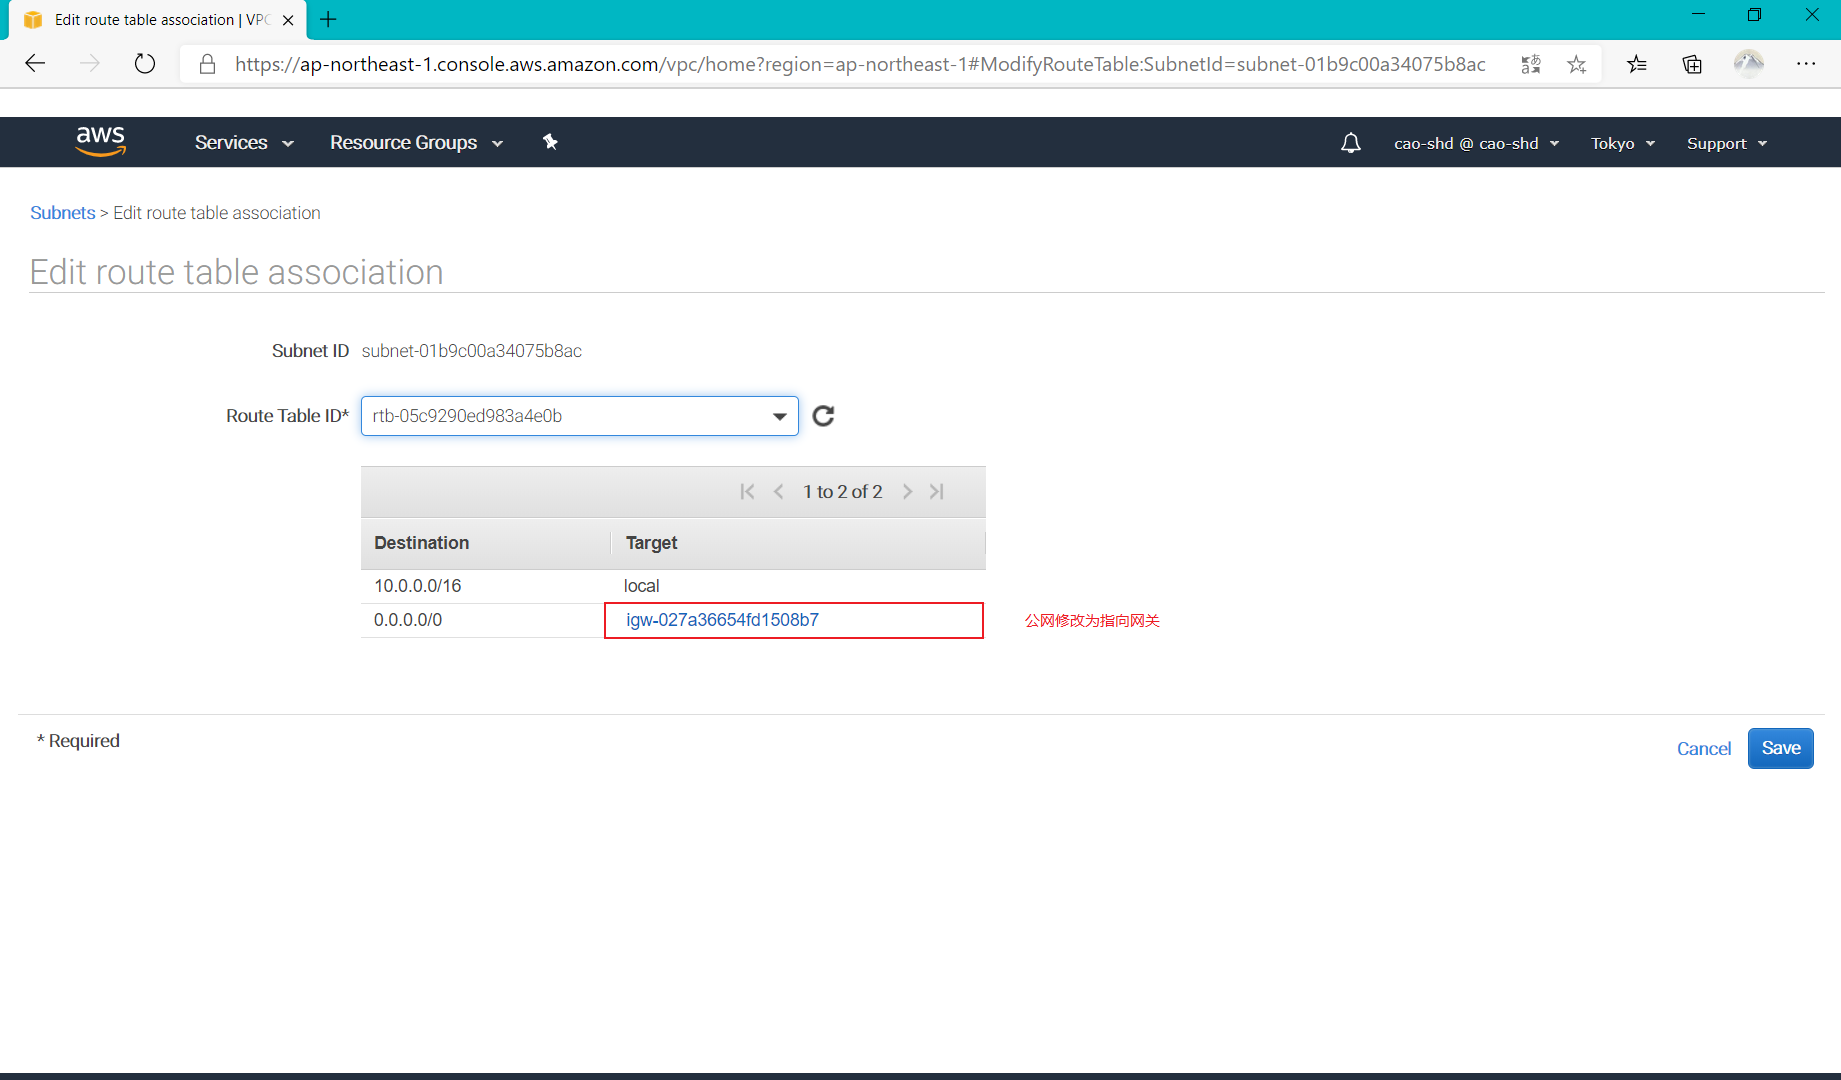 Edit route table association | VPC
https://ap-northeast-1.console.aws.amazon.com/vpc/home?region=ap-northeast-1#ModifyRouteTable:SubnetId=subnet-01b9c00a34075b8ac
aws Services Resource Groups cao-shd @ cao-shd Tokyo Support
Subnets > Edit route table association
Edit route table association
Subnet ID subnet-01b9c00a34075b8ac
Route Table ID* rtb-05c9290ed983a4e0b
1 to 2 of 2
Destination Target
10.0.0.0/16 local
0.0.0.0/0 igw-027a36654fd1508b7 公网修改为指向网关
* Required
Cancel Save